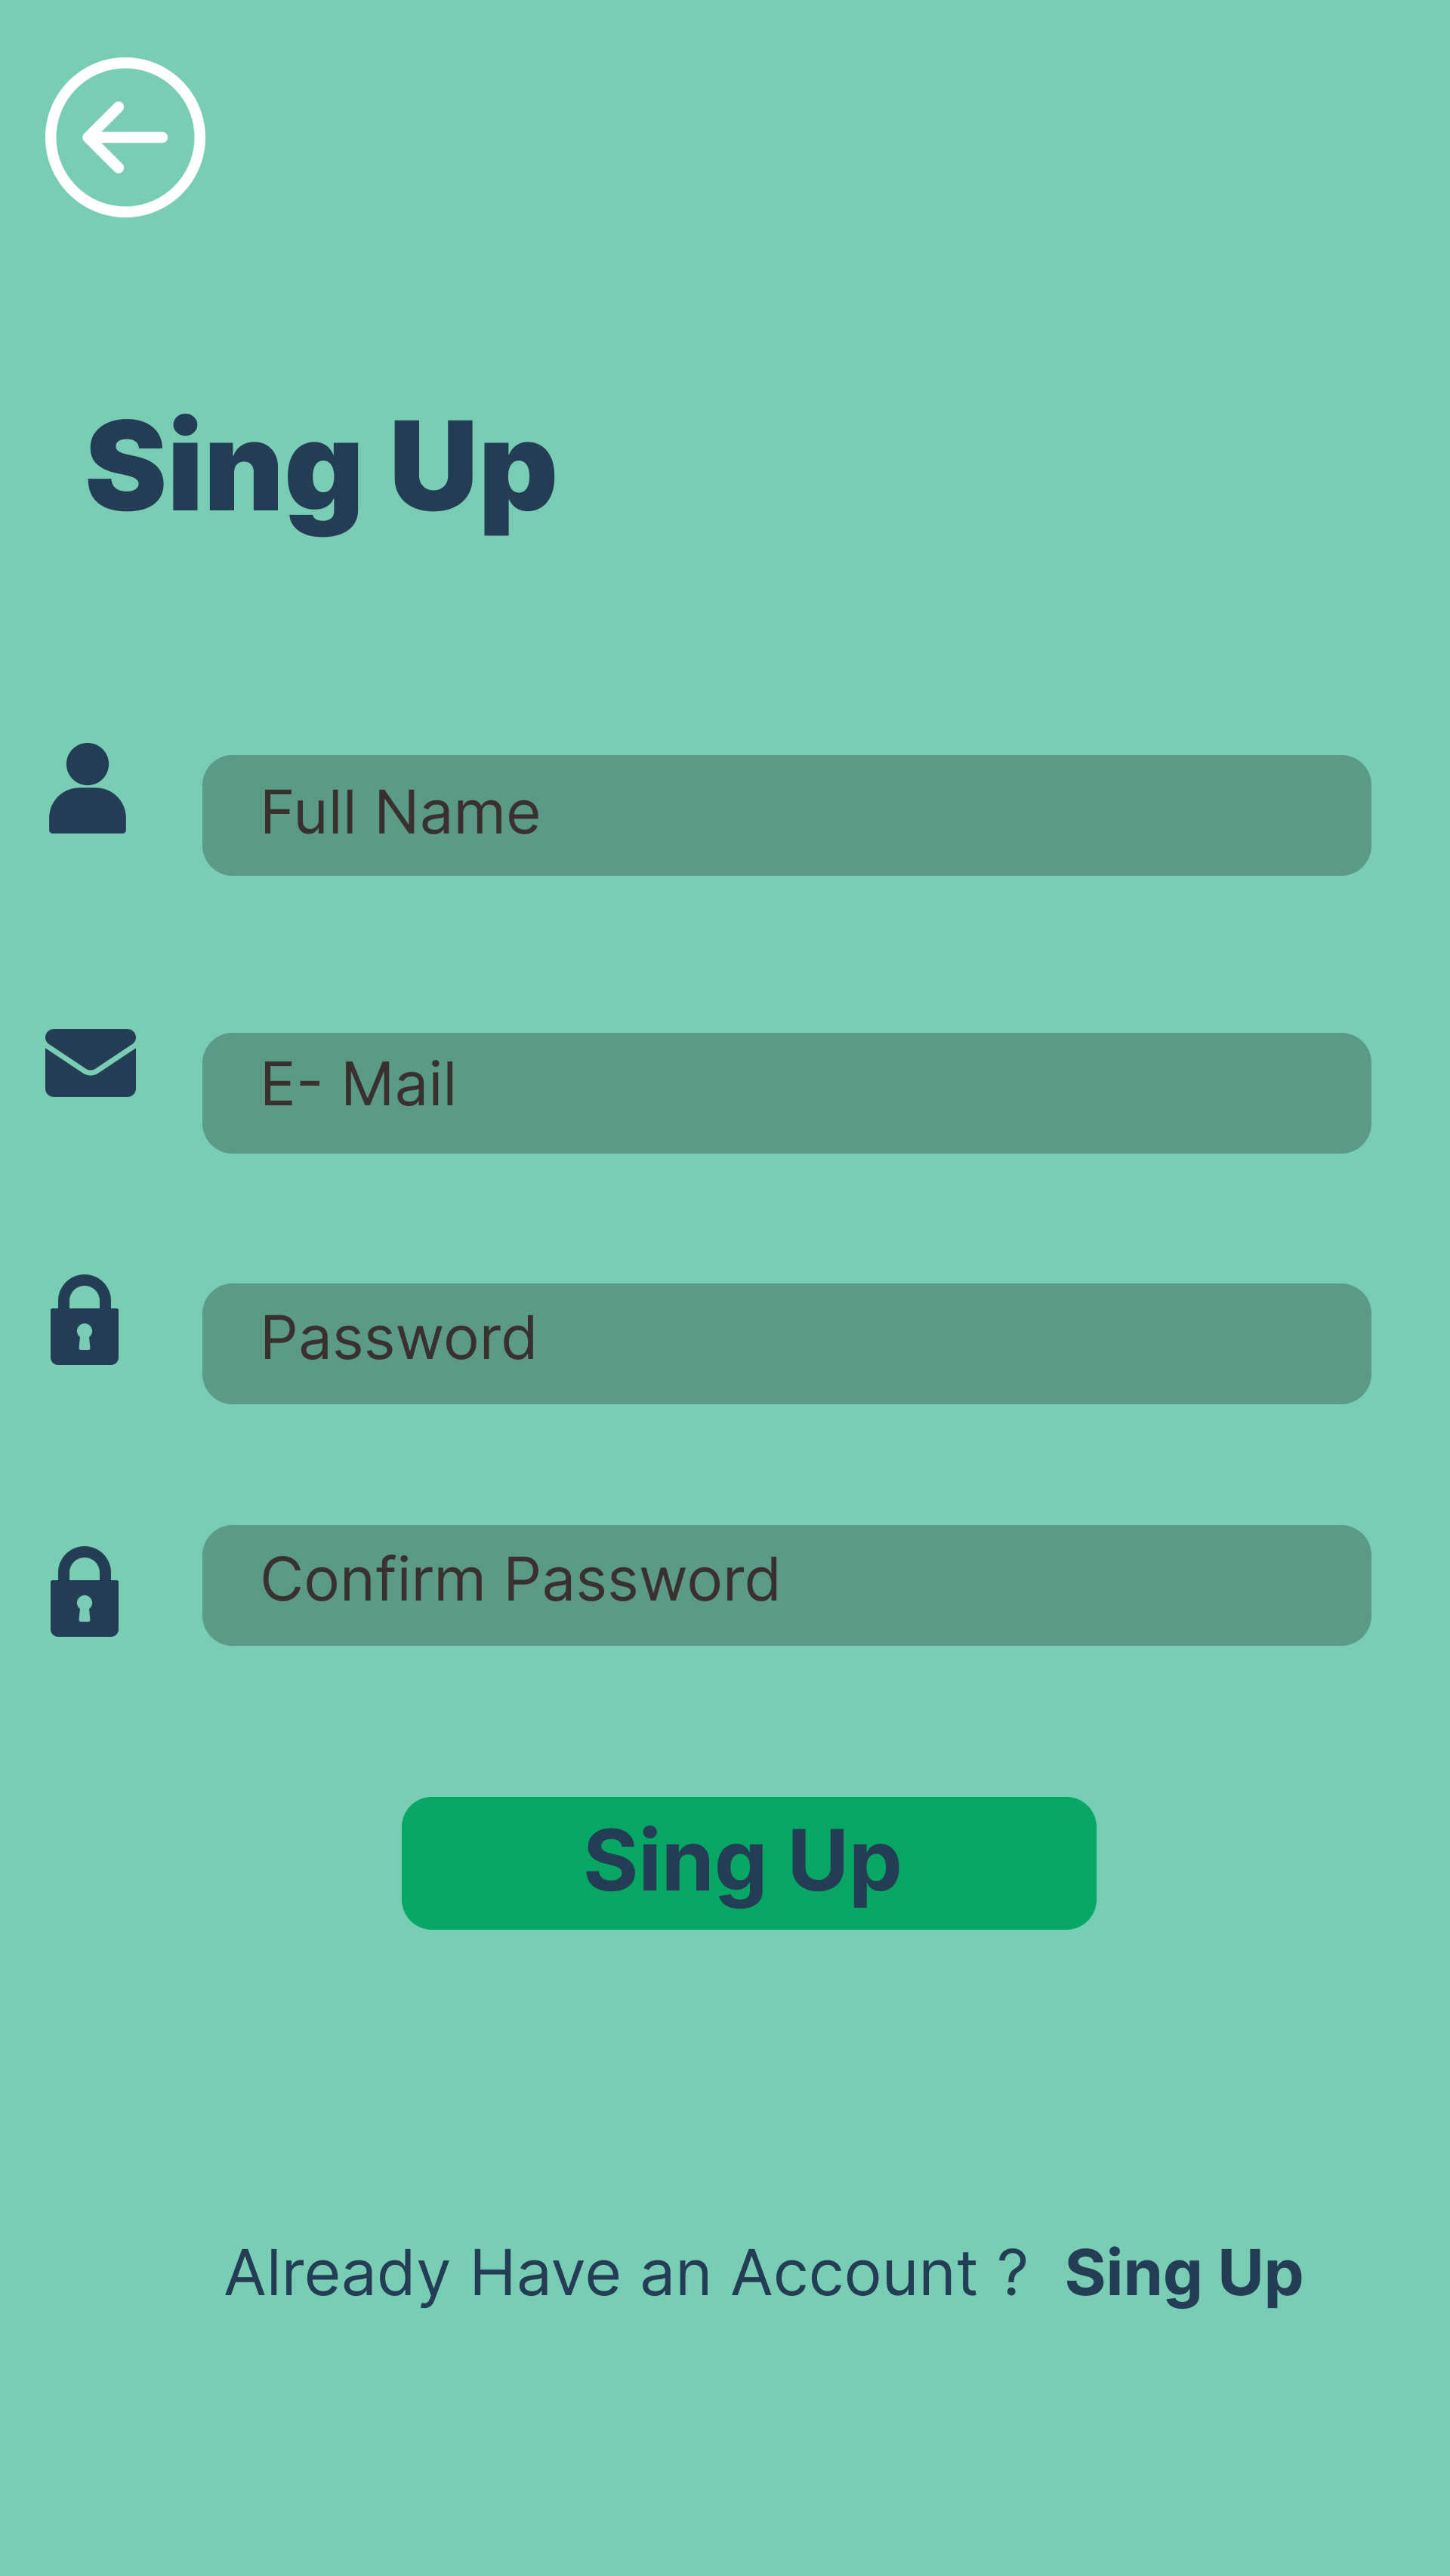 Sing Up
Full Name
E- Mail
Password
Confirm Password
Sing Up
Already Have an Account ? Sing Up